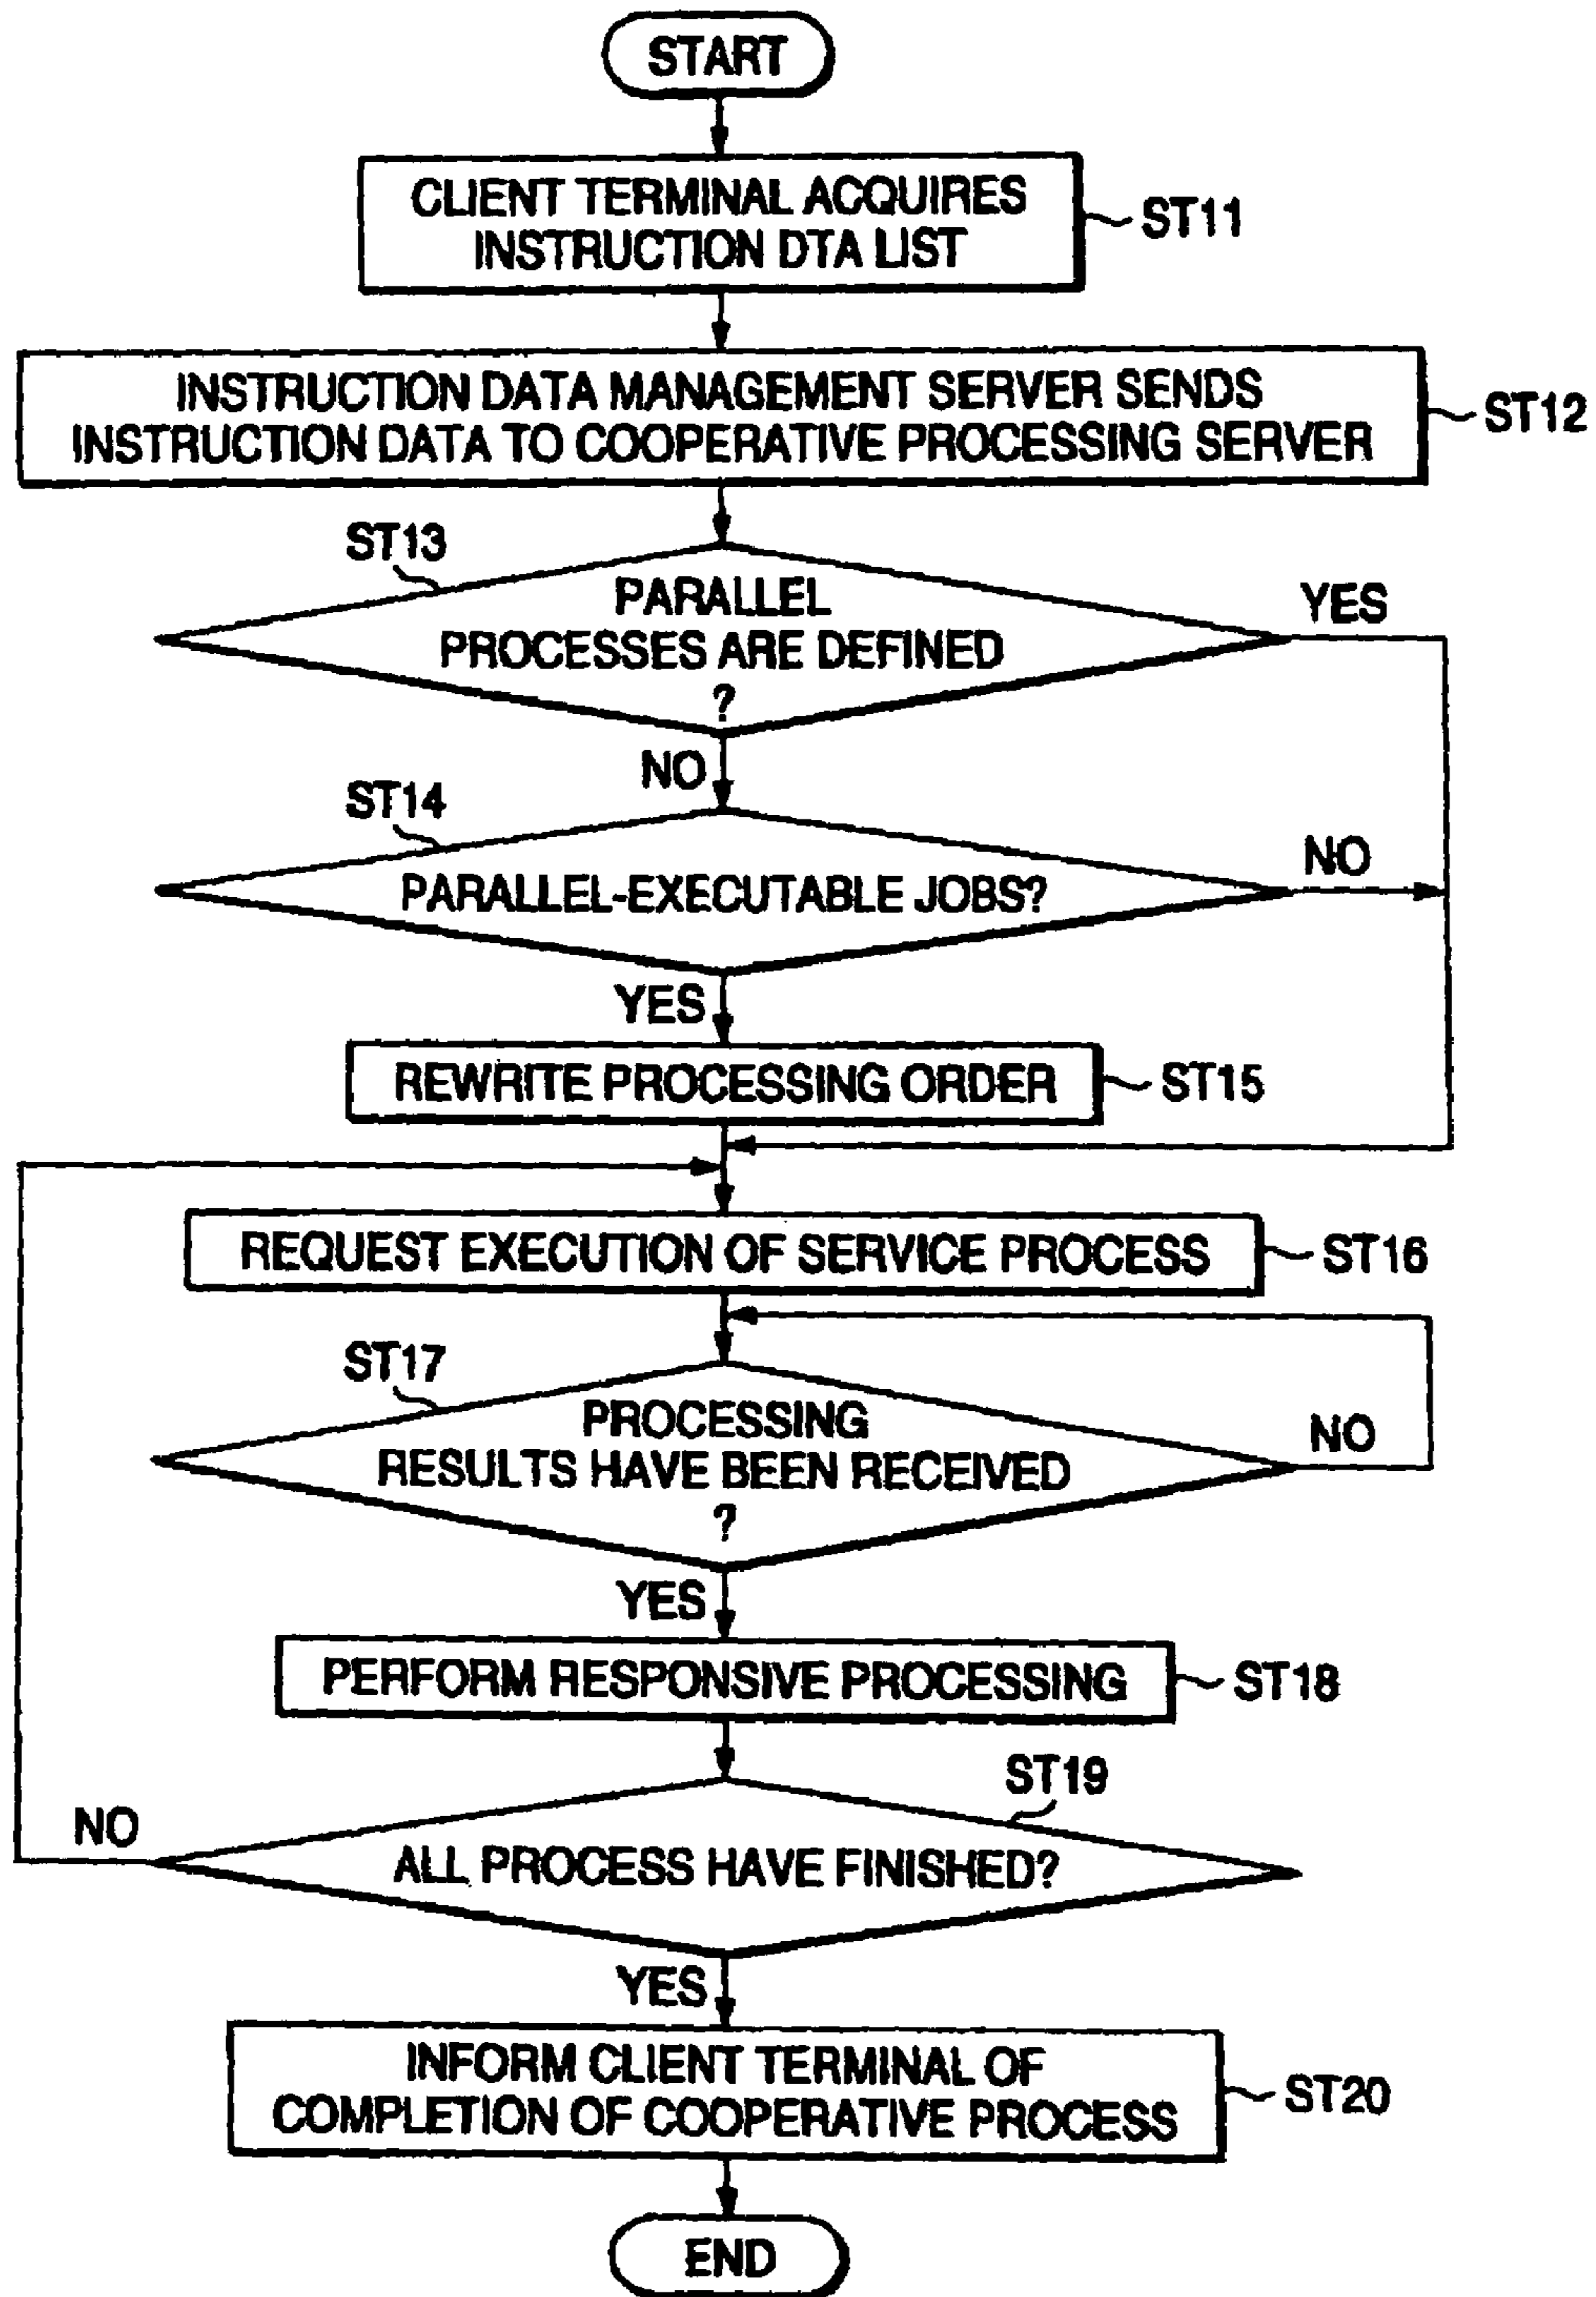 START
CLIENT TERMINAL ACQUIRES
INSTRUCTION DTA LIST
ST11
INSTRUCTION DATA MANAGEMENT SERVER SENDS
INSTRUCTION DATA TO COOPERATIVE PROCESSING SERVER
ST12
ST13
PARALLEL
PROCESSES ARE DEFINED
?
YES
NO
ST14
PARALLEL-EXECUTABLE JOBS?
NO
YES
REWRITE PROCESSING ORDER
ST15
REQUEST EXECUTION OF SERVICE PROCESS
ST16
ST17
PROCESSING
RESULTS HAVE BEEN RECEIVED
?
NO
YES
PERFORM RESPONSIVE PROCESSING
ST18
ST19
ALL PROCESS HAVE FINISHED?
NO
YES
INFORM CLIENT TERMINAL OF
COMPLETION OF COOPERATIVE PROCESS
ST20
END